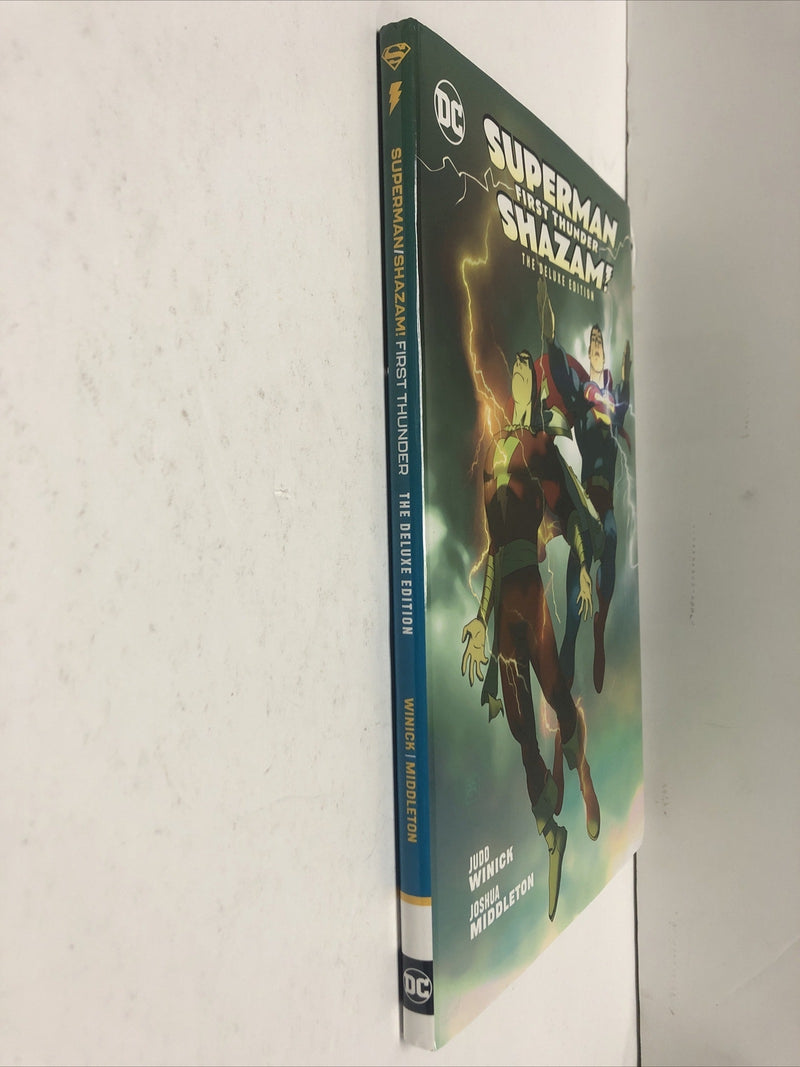 SUPERMAN/SHAZAM! FIRST THUNDER THE DELUXE EDITION WINICK | MIDDLETON
DC
DC
SUPERMAN
FIRST THUNDER
SHAZAM!
THE DELUXE EDITION
JUDD
WINICK
JOSHUA
MIDDLETON